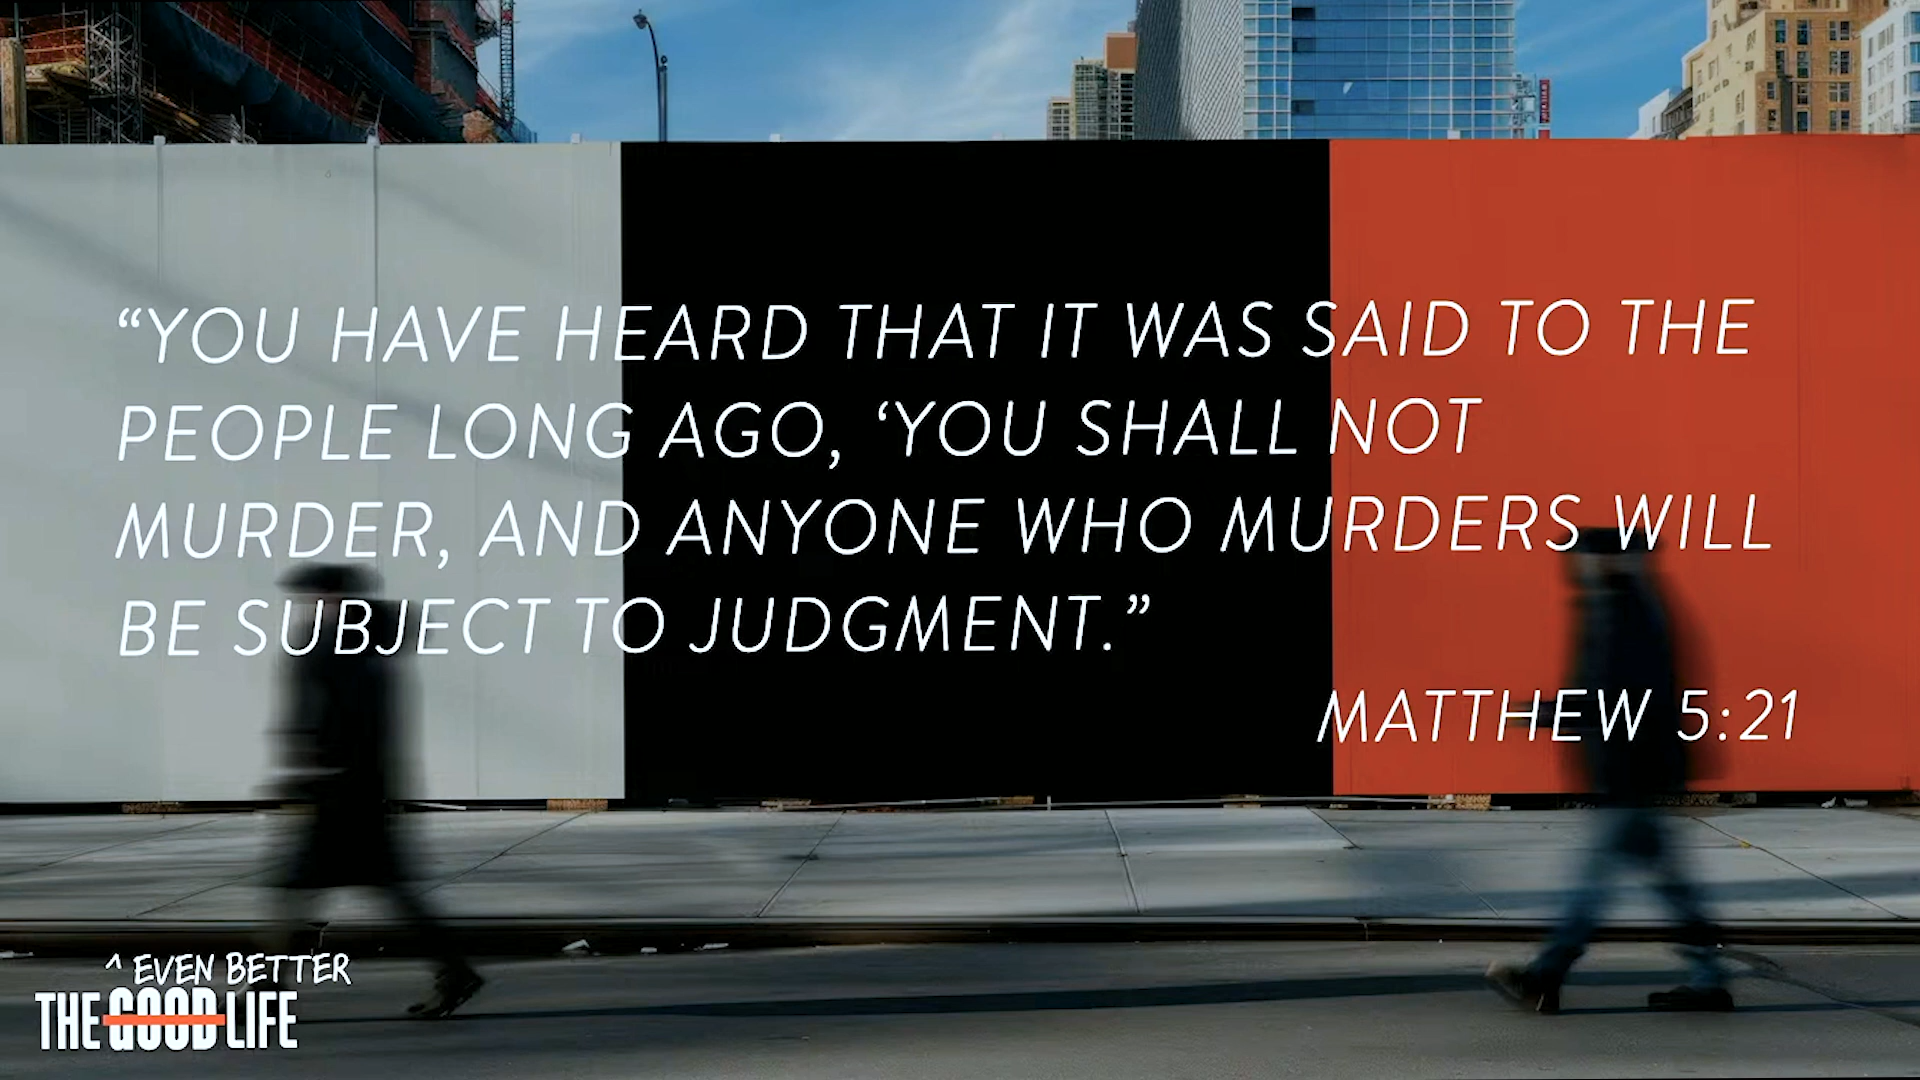 “YOU HAVE HEARD THAT IT WAS SAID TO THE
PEOPLE LONG AGO, ‘YOU SHALL NOT
MURDER, AND ANYONE WHO MURDERS WILL
BE SUBJECT TO JUDGMENT.”
MATTHEW 5:21
^ EVEN BETTER
THE GOOD LIFE